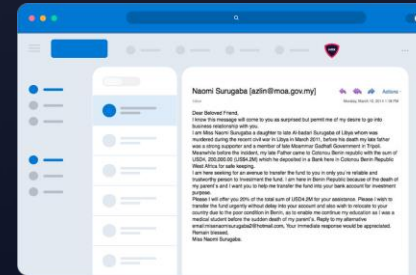 Naomi Surugaba [azlin@moa.gov.my]
Actions
Inbox
Monday, March 10, 2014 1:16 PM
Dear Beloved Friend,
I know this message will come to you as surprised but permit me of my desire to go into
business relationship with you.
I am Miss Naomi Surugaba a daughter to late Al-badari Surugaba of Libya whom was
murdered during the recent civil war in Libya in March 2011, before his death my late father
was a strong supporter and a member of late Moammar Gadhafi Government in Tripoli.
Meanwhile before the incident, my late Father came to Cotonou Benin republic with the sum of
USD4, 200,000.00 (US$4.2M) which he deposited in a Bank here in Cotonou Benin Republic
West Africa for safe keeping.
I am here seeking for an avenue to transfer the fund to you in only you're reliable and
trustworthy person to Investment the fund. I am here in Benin Republic because of the death of
my parent's and I want you to help me transfer the fund into your bank account for investment
purpose.
Please I will offer you 20% of the total sum of USD4.2M for your assistance. Please I wish to
transfer the fund urgently without delay into your account and also wish to relocate to your
country due to the poor condition in Benin, as to enable me continue my education as I was a
medical student before the sudden death of my parent's. Reply to my alternative
email:missnaomisurugaba2@hotmail.com, Your immediate response would be appreciated.
Remain blessed,
Miss Naomi Surugaba.